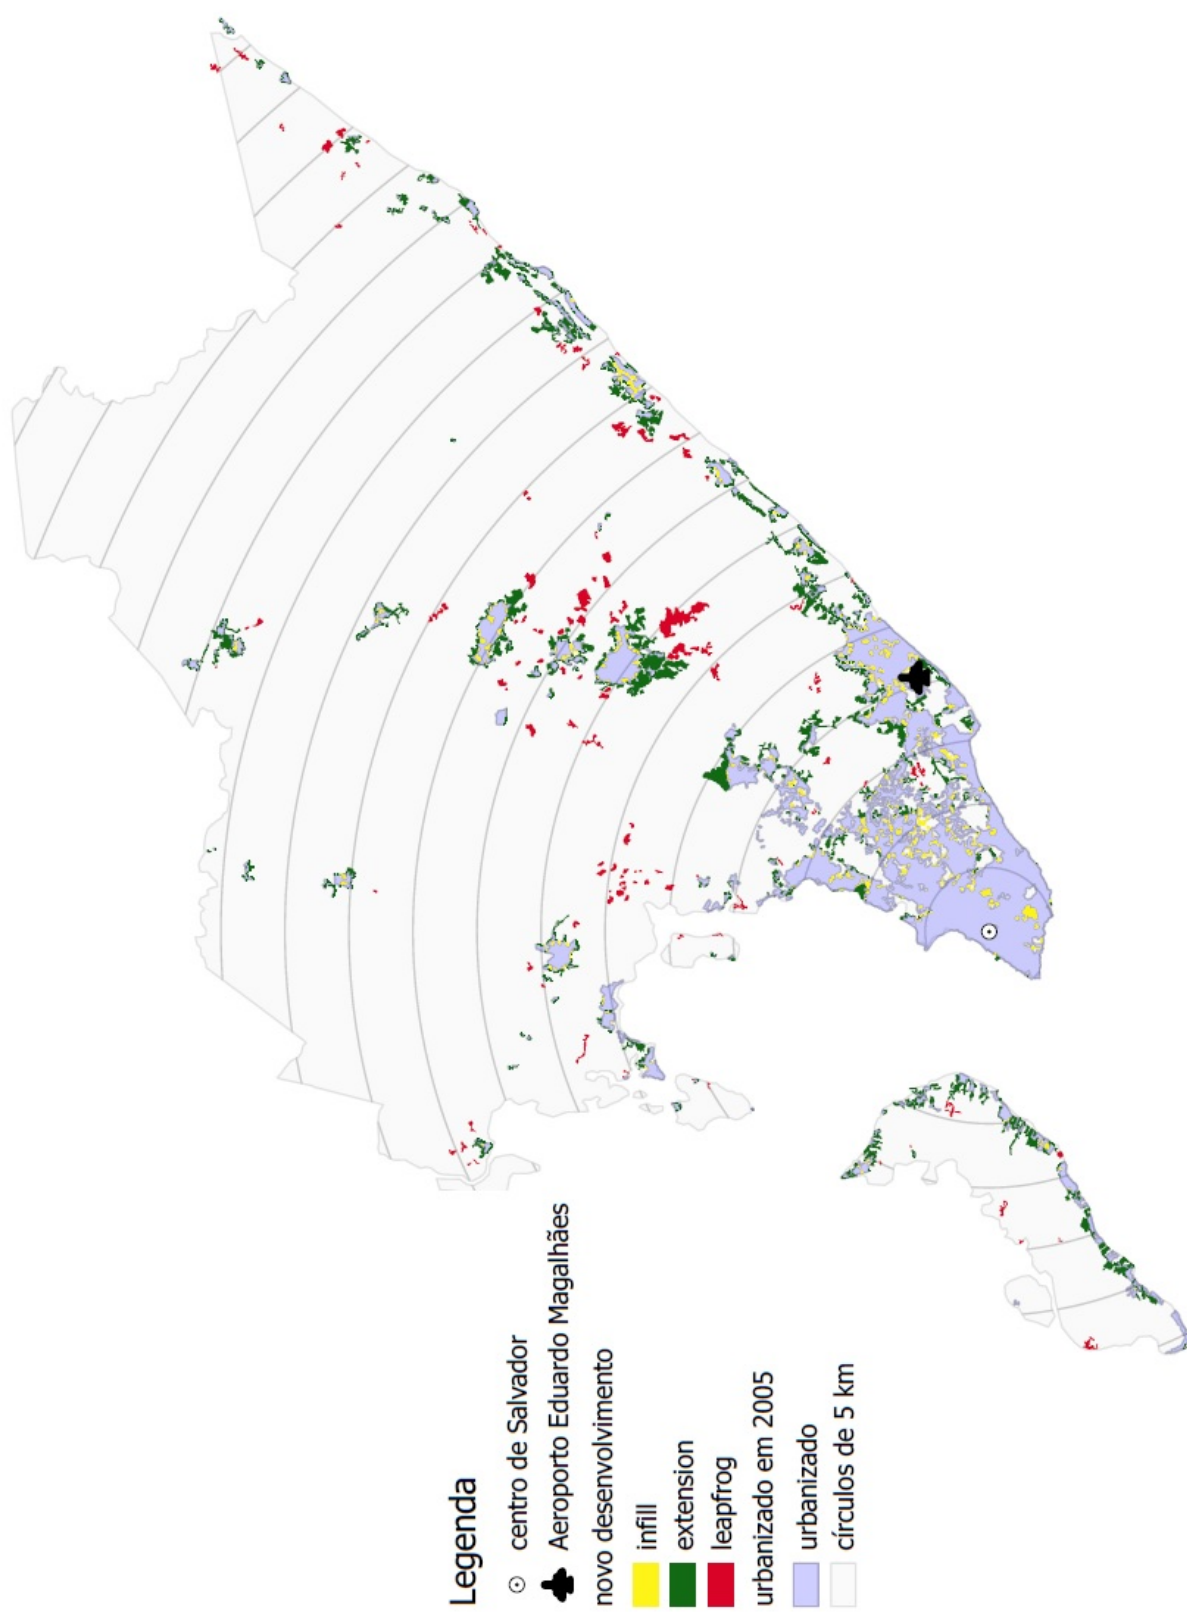 Legenda
centro de Salvador
Aeroporto Eduardo Magalhães
novo desenvolvimento
infill
extension
leapfrog
urbanizado em 2005
urbanizado
círculos de 5 km